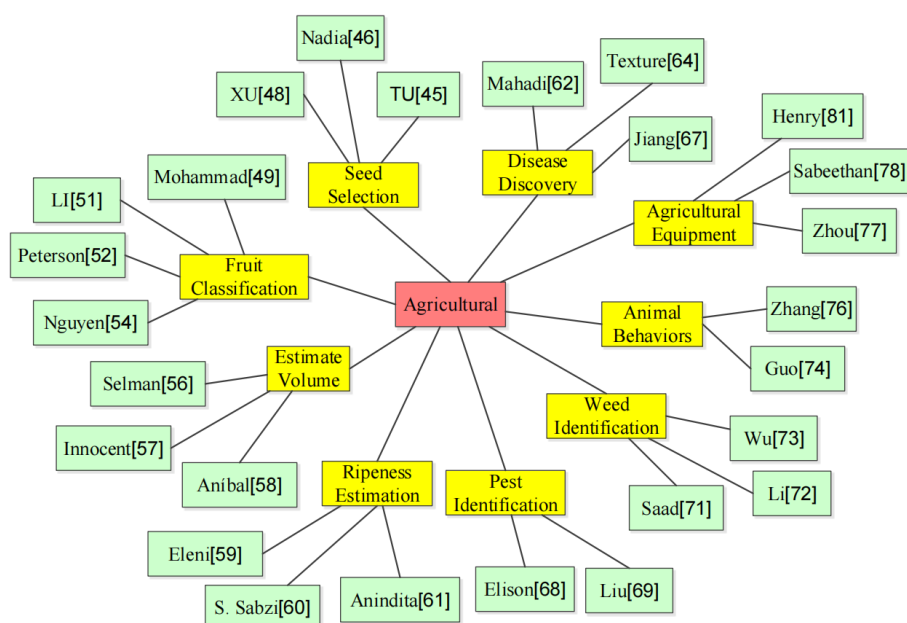 Nadia[46]
Texture[64]
Mahadi[62]
XU[48]
TU[45]
Henry[81]
Jiang[67]
Mohammad[49]
Seed
Selection
Disease
Discovery
Sabeethan[78]
LI[51]
Agricultural
Equipment
Zhou[77]
Peterson[52]
Fruit
Classification
Agricultural
Zhang[76]
Nguyen[54]
Animal
Behaviors
Estimate
Volume
Guo[74]
Selman[56]
Weed
Identification
Wu[73]
Innocent[57]
Aníbal[58]
Ripeness
Estimation
Pest
Identification
Li[72]
Saad[71]
Eleni[59]
Elison[68]
Liu[69]
S. Sabzi[60]
Anindita[61]